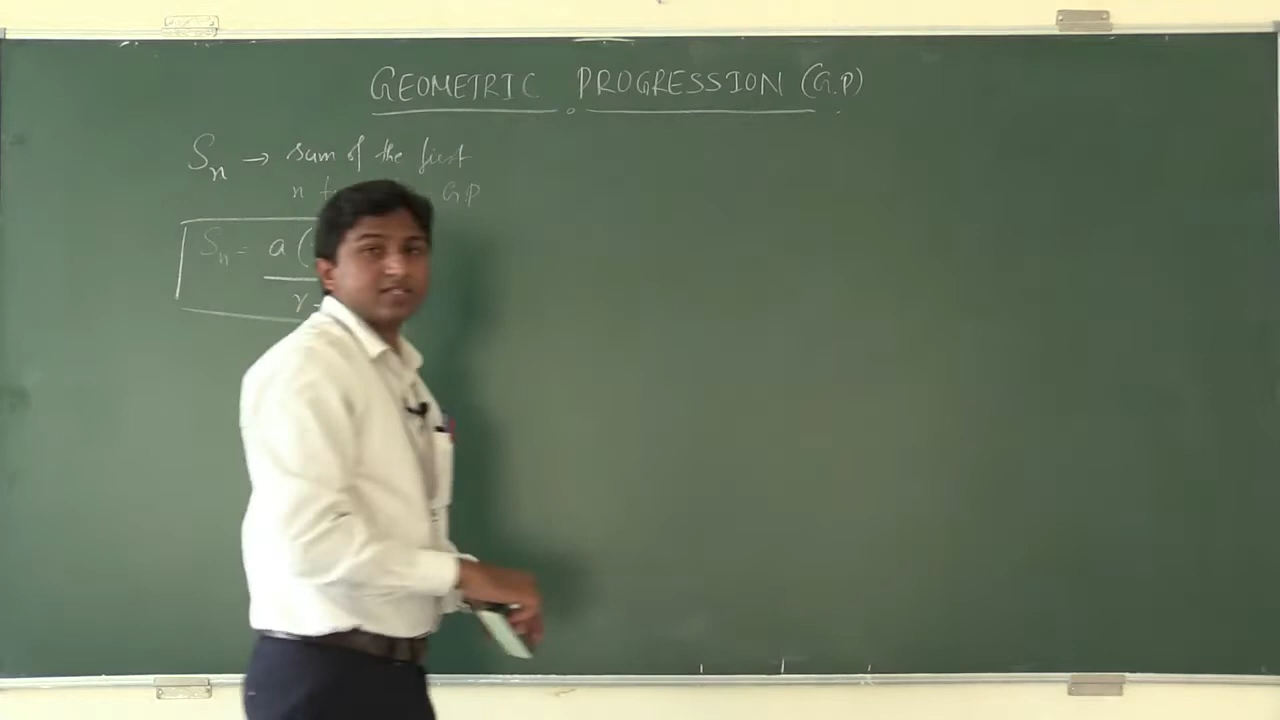 GEOMETRIC PROGRESSION (G.P)
Sn → sum of the first
n G.P
Sn = a (
r -